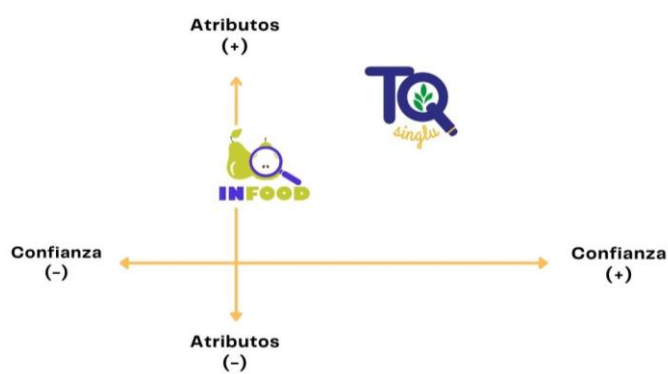 Atributos
(+)
TQ
singlu
INFOOD
Confianza
(-)
Confianza
(+)
Atributos
(-)